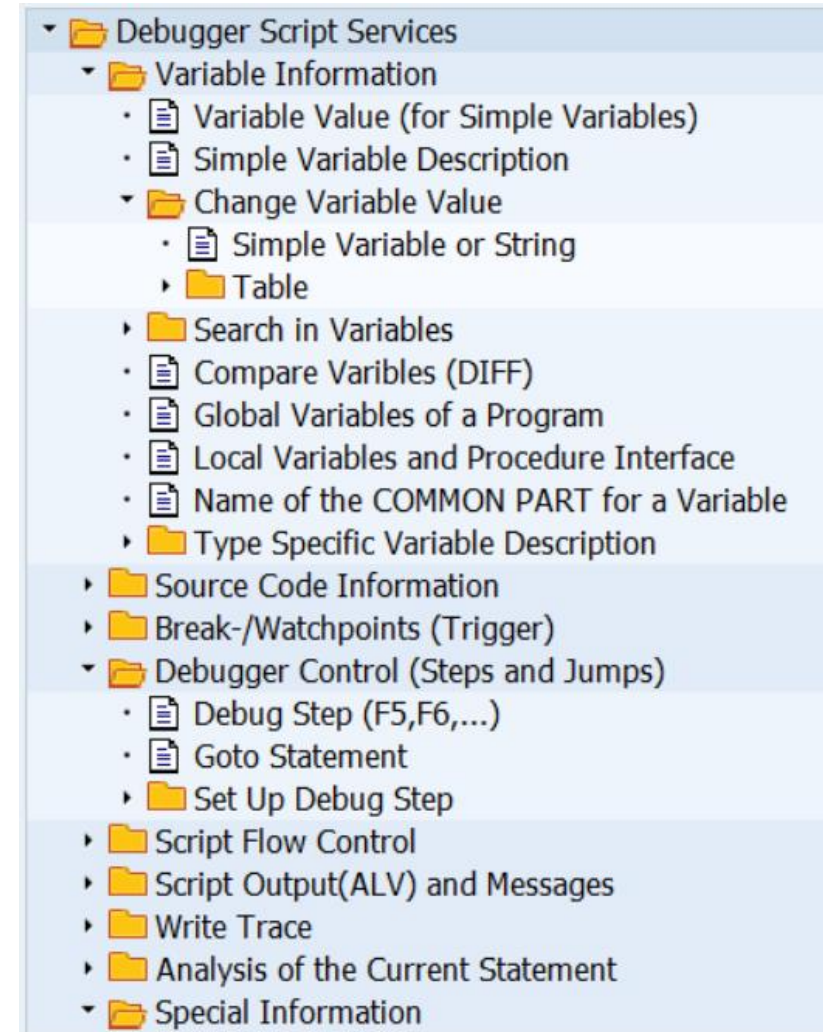 Debugger Script Services
Variable Information
Variable Value (for Simple Variables)
Simple Variable Description
Change Variable Value
Simple Variable or String
Table
Search in Variables
Compare Varibles (DIFF)
Global Variables of a Program
Local Variables and Procedure Interface
Name of the COMMON PART for a Variable
Type Specific Variable Description
Source Code Information
Break-/Watchpoints (Trigger)
Debugger Control (Steps and Jumps)
Debug Step (F5,F6,...)
Goto Statement
Set Up Debug Step
Script Flow Control
Script Output(ALV) and Messages
Write Trace
Analysis of the Current Statement
Special Information